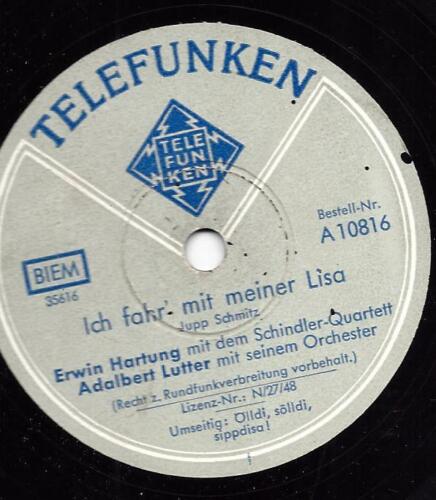 TELEFUNKEN
TELE
FUN
KEN
Bestell-Nr.
A 10816
BIEM
35616
Ich fahr' mit meiner Lisa
Jupp Schmitz
Erwin Hartung mit dem Schindler-Quartett
Adalbert Lutter mit seinem Orchester
(Recht z. Rundfunkverbreitung vorbehalt.)
Lizenz-Nr.: N/27/48
Umseitig: Ölldi, sölldi,
sippdisa!